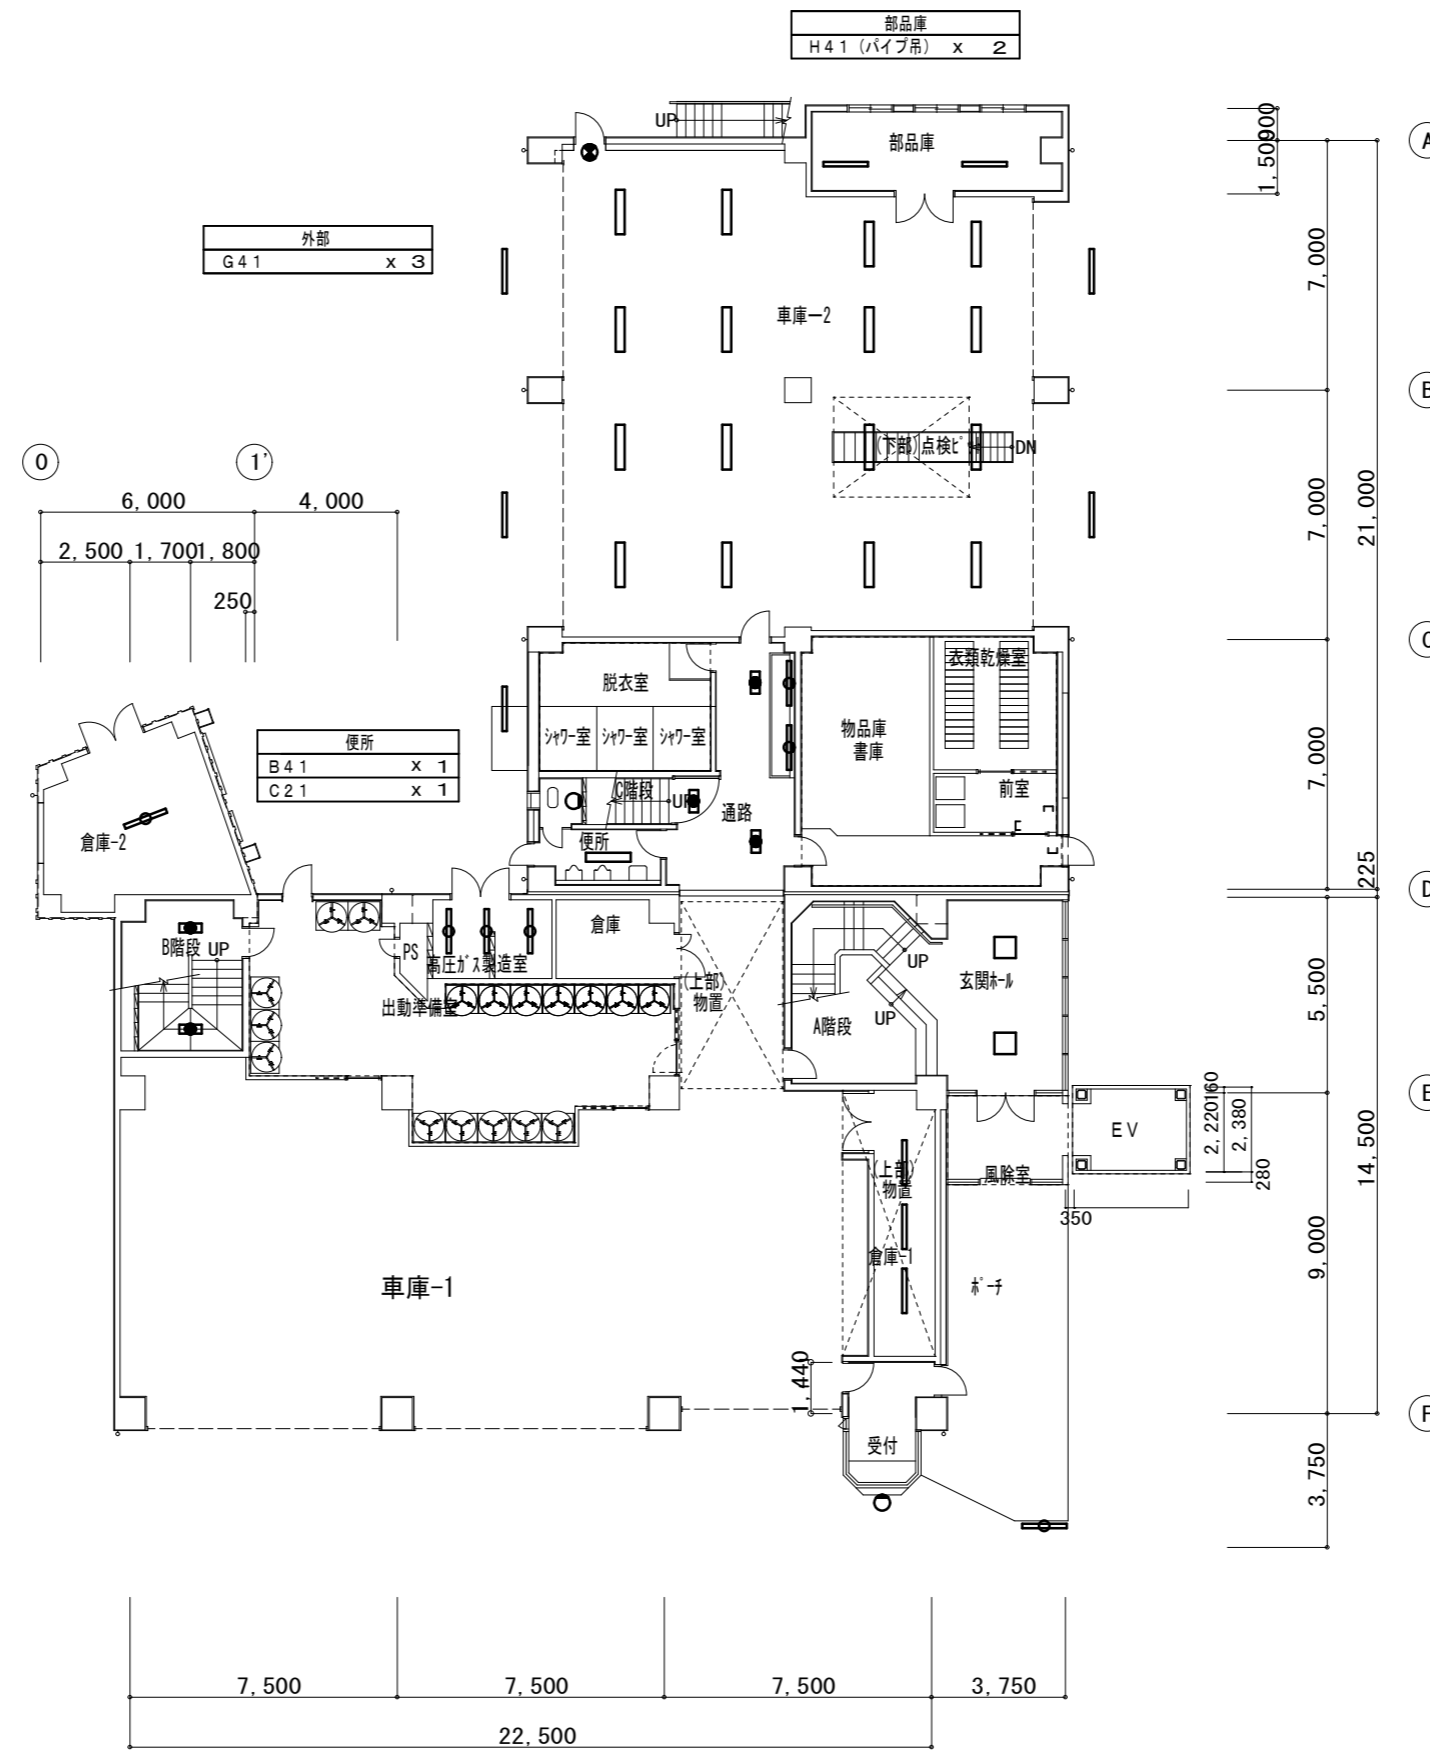 部品庫
H41(パイプ吊) x 2
UP
部品庫
900
1,500
A
外部
G41 x 3
7,000
車庫ー2
B
(下部)点検ピ
DN
0
1'
6,000
4,000
2,500
1,700
1,800
250
7,000
21,000
C
脱衣室
衣類乾燥室
シャワー室
シャワー室
シャワー室
物品庫
書庫
便所
B41 x 1
C21 x 1
C階段
UP
通路
前室
7,000
倉庫-2
便所
225
D
B階段
UP
PS
高圧ガス製造室
倉庫
(上部)
物置
出動準備室
UP
UP
A階段
玄関ホール
5,500
E
EV
160
2,220
2,380
280
350
14,500
(上部)
物置
風除室
倉庫-1
車庫-1
ポーチ
9,000
1,440
F
受付
3,750
7,500
7,500
7,500
3,750
22,500